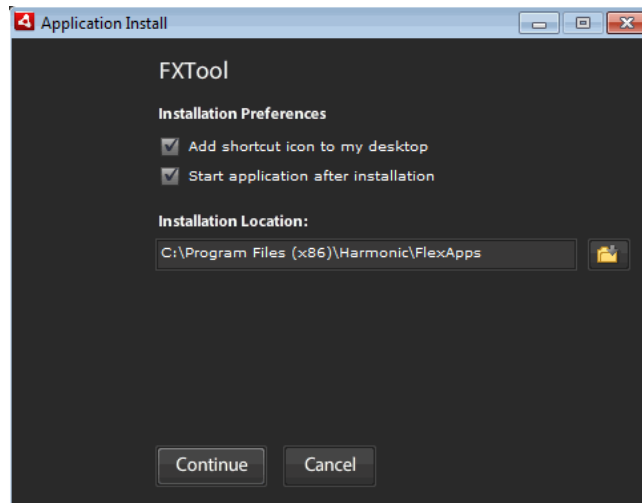 Application Install
FXTool
Installation Preferences
Add shortcut icon to my desktop
Start application after installation
Installation Location:
C:\Program Files (x86)\Harmonic\FlexApps
Continue
Cancel